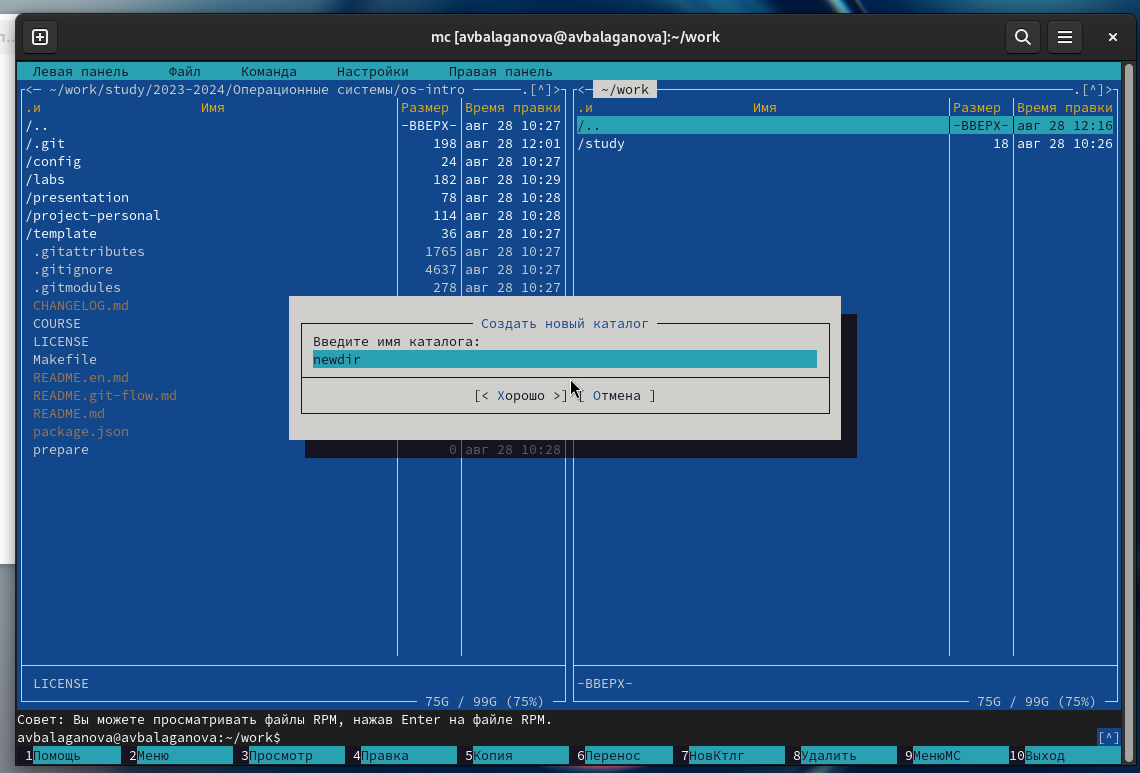 mc [avbalaganova@avbalaganova]:~/work
Левая панель Файл Команда Настройки Правая панель
<─ ~/work/study/2023-2024/Операционные системы/os-intro .[^]>
.и Имя Размер Время правки
/.. -ВВЕРХ- авг 28 10:27
/.git 198 авг 28 12:01
/config 24 авг 28 10:27
/labs 182 авг 28 10:29
/presentation 78 авг 28 10:28
/project-personal 114 авг 28 10:28
/template 36 авг 28 10:27
.gitattributes 1765 авг 28 10:27
.gitignore 4637 авг 28 10:27
.gitmodules 278 авг 28 10:27
CHANGELOG.md
COURSE
LICENSE
Makefile
README.en.md
README.git-flow.md
README.md
package.json
prepare 0 авг 28 10:28
LICENSE
75G / 99G (75%)
<─ ~/work .[^]>
.и Имя Размер Время правки
/.. -ВВЕРХ- авг 28 12:16
/study 18 авг 28 10:26
-ВВЕРХ-
75G / 99G (75%)
Создать новый каталог
Введите имя каталога:
newdir
[< Хорошо >] [ Отмена ]
Совет: Вы можете просматривать файлы RPM, нажав Enter на файле RPM.
avbalaganova@avbalaganova:~/work$ [^]
1Помощь 2Меню 3Просмотр 4Правка 5Копия 6Перенос 7НовКтлг 8Удалить 9МенюМС 10Выход